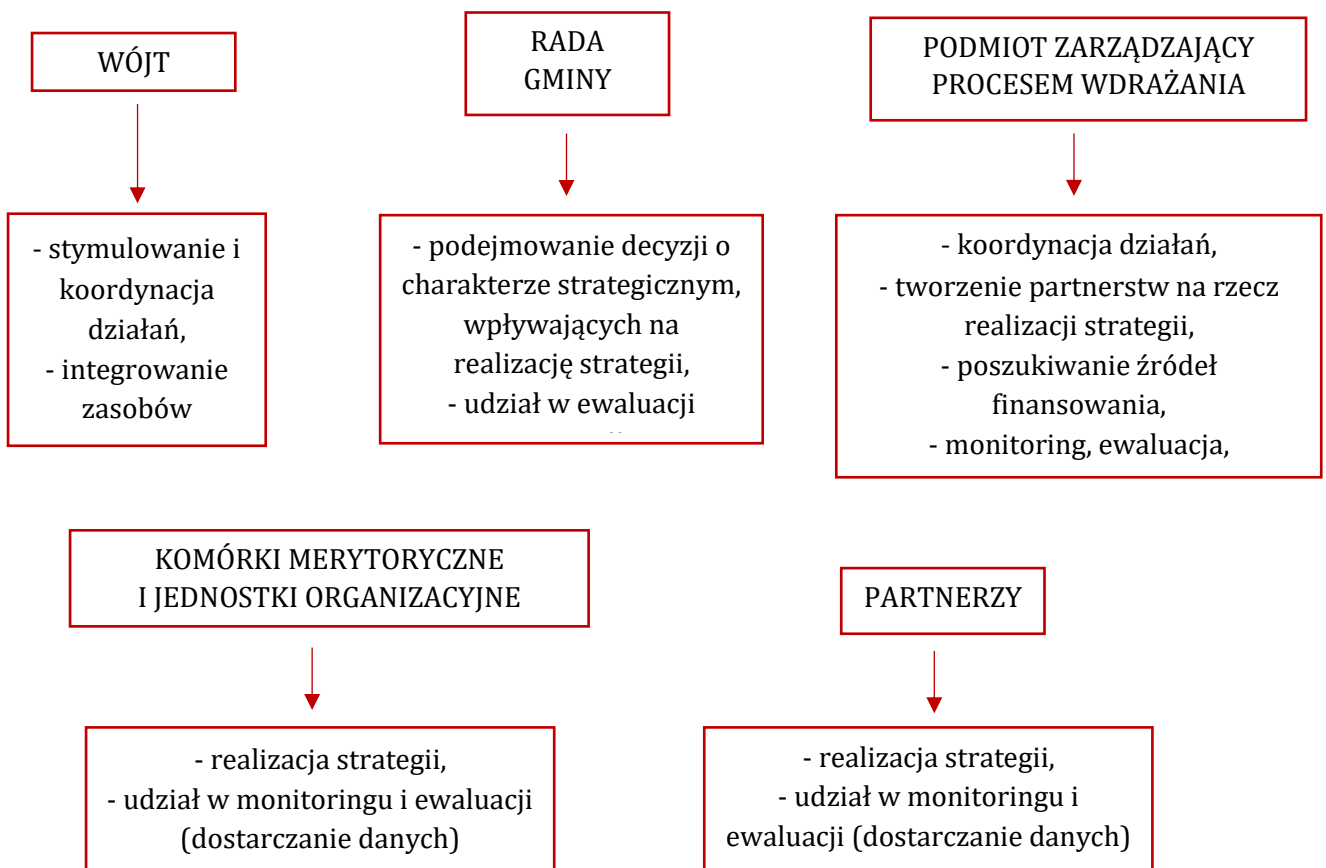 WÓJT
- stymulowanie i
koordynacja
działań,
- integrowanie
zasobów
RADA
GMINY
- podejmowanie decyzji o
charakterze strategicznym,
wpływających na
realizację strategii,
- udział w ewaluacji
PODMIOT ZARZĄDZAJĄCY
PROCESEM WDRAŻANIA
- koordynacja działań,
- tworzenie partnerstw na rzecz
realizacji strategii,
- poszukiwanie źródeł
finansowania,
- monitoring, ewaluacja,
KOMÓRKI MERYTORYCZNE
I JEDNOSTKI ORGANIZACYJNE
- realizacja strategii,
- udział w monitoringu i ewaluacji
(dostarczanie danych)
PARTNERZY
- realizacja strategii,
- udział w monitoringu i
ewaluacji (dostarczanie danych)